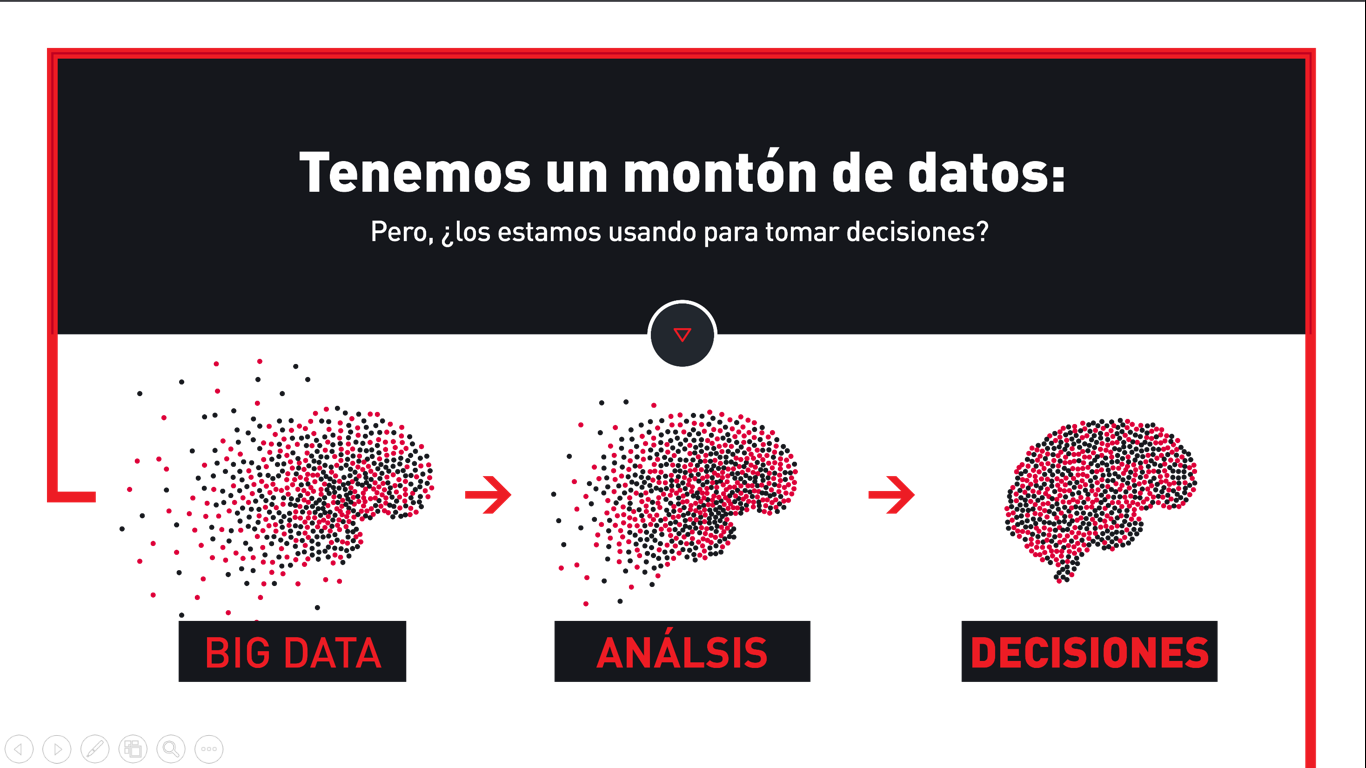 Tenemos un montón de datos:
Pero, ¿los estamos usando para tomar decisiones?
BIG DATA
ANÁLSIS
DECISIONES